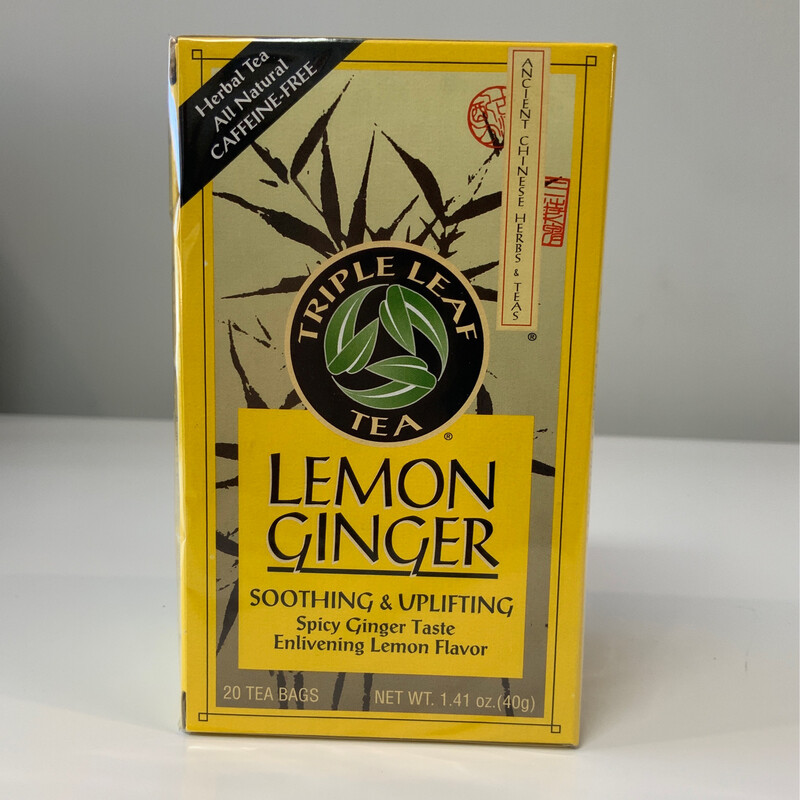 Herbal Tea
All Natural
CAFFEINE-FREE
ANCIENT CHINESE HERBS & TEAS
®
TRIPLE LEAF
TEA
®
LEMON
GINGER
SOOTHING & UPLIFTING
Spicy Ginger Taste
Enlivening Lemon Flavor
20 TEA BAGS
NET WT. 1.41 oz.(40g)